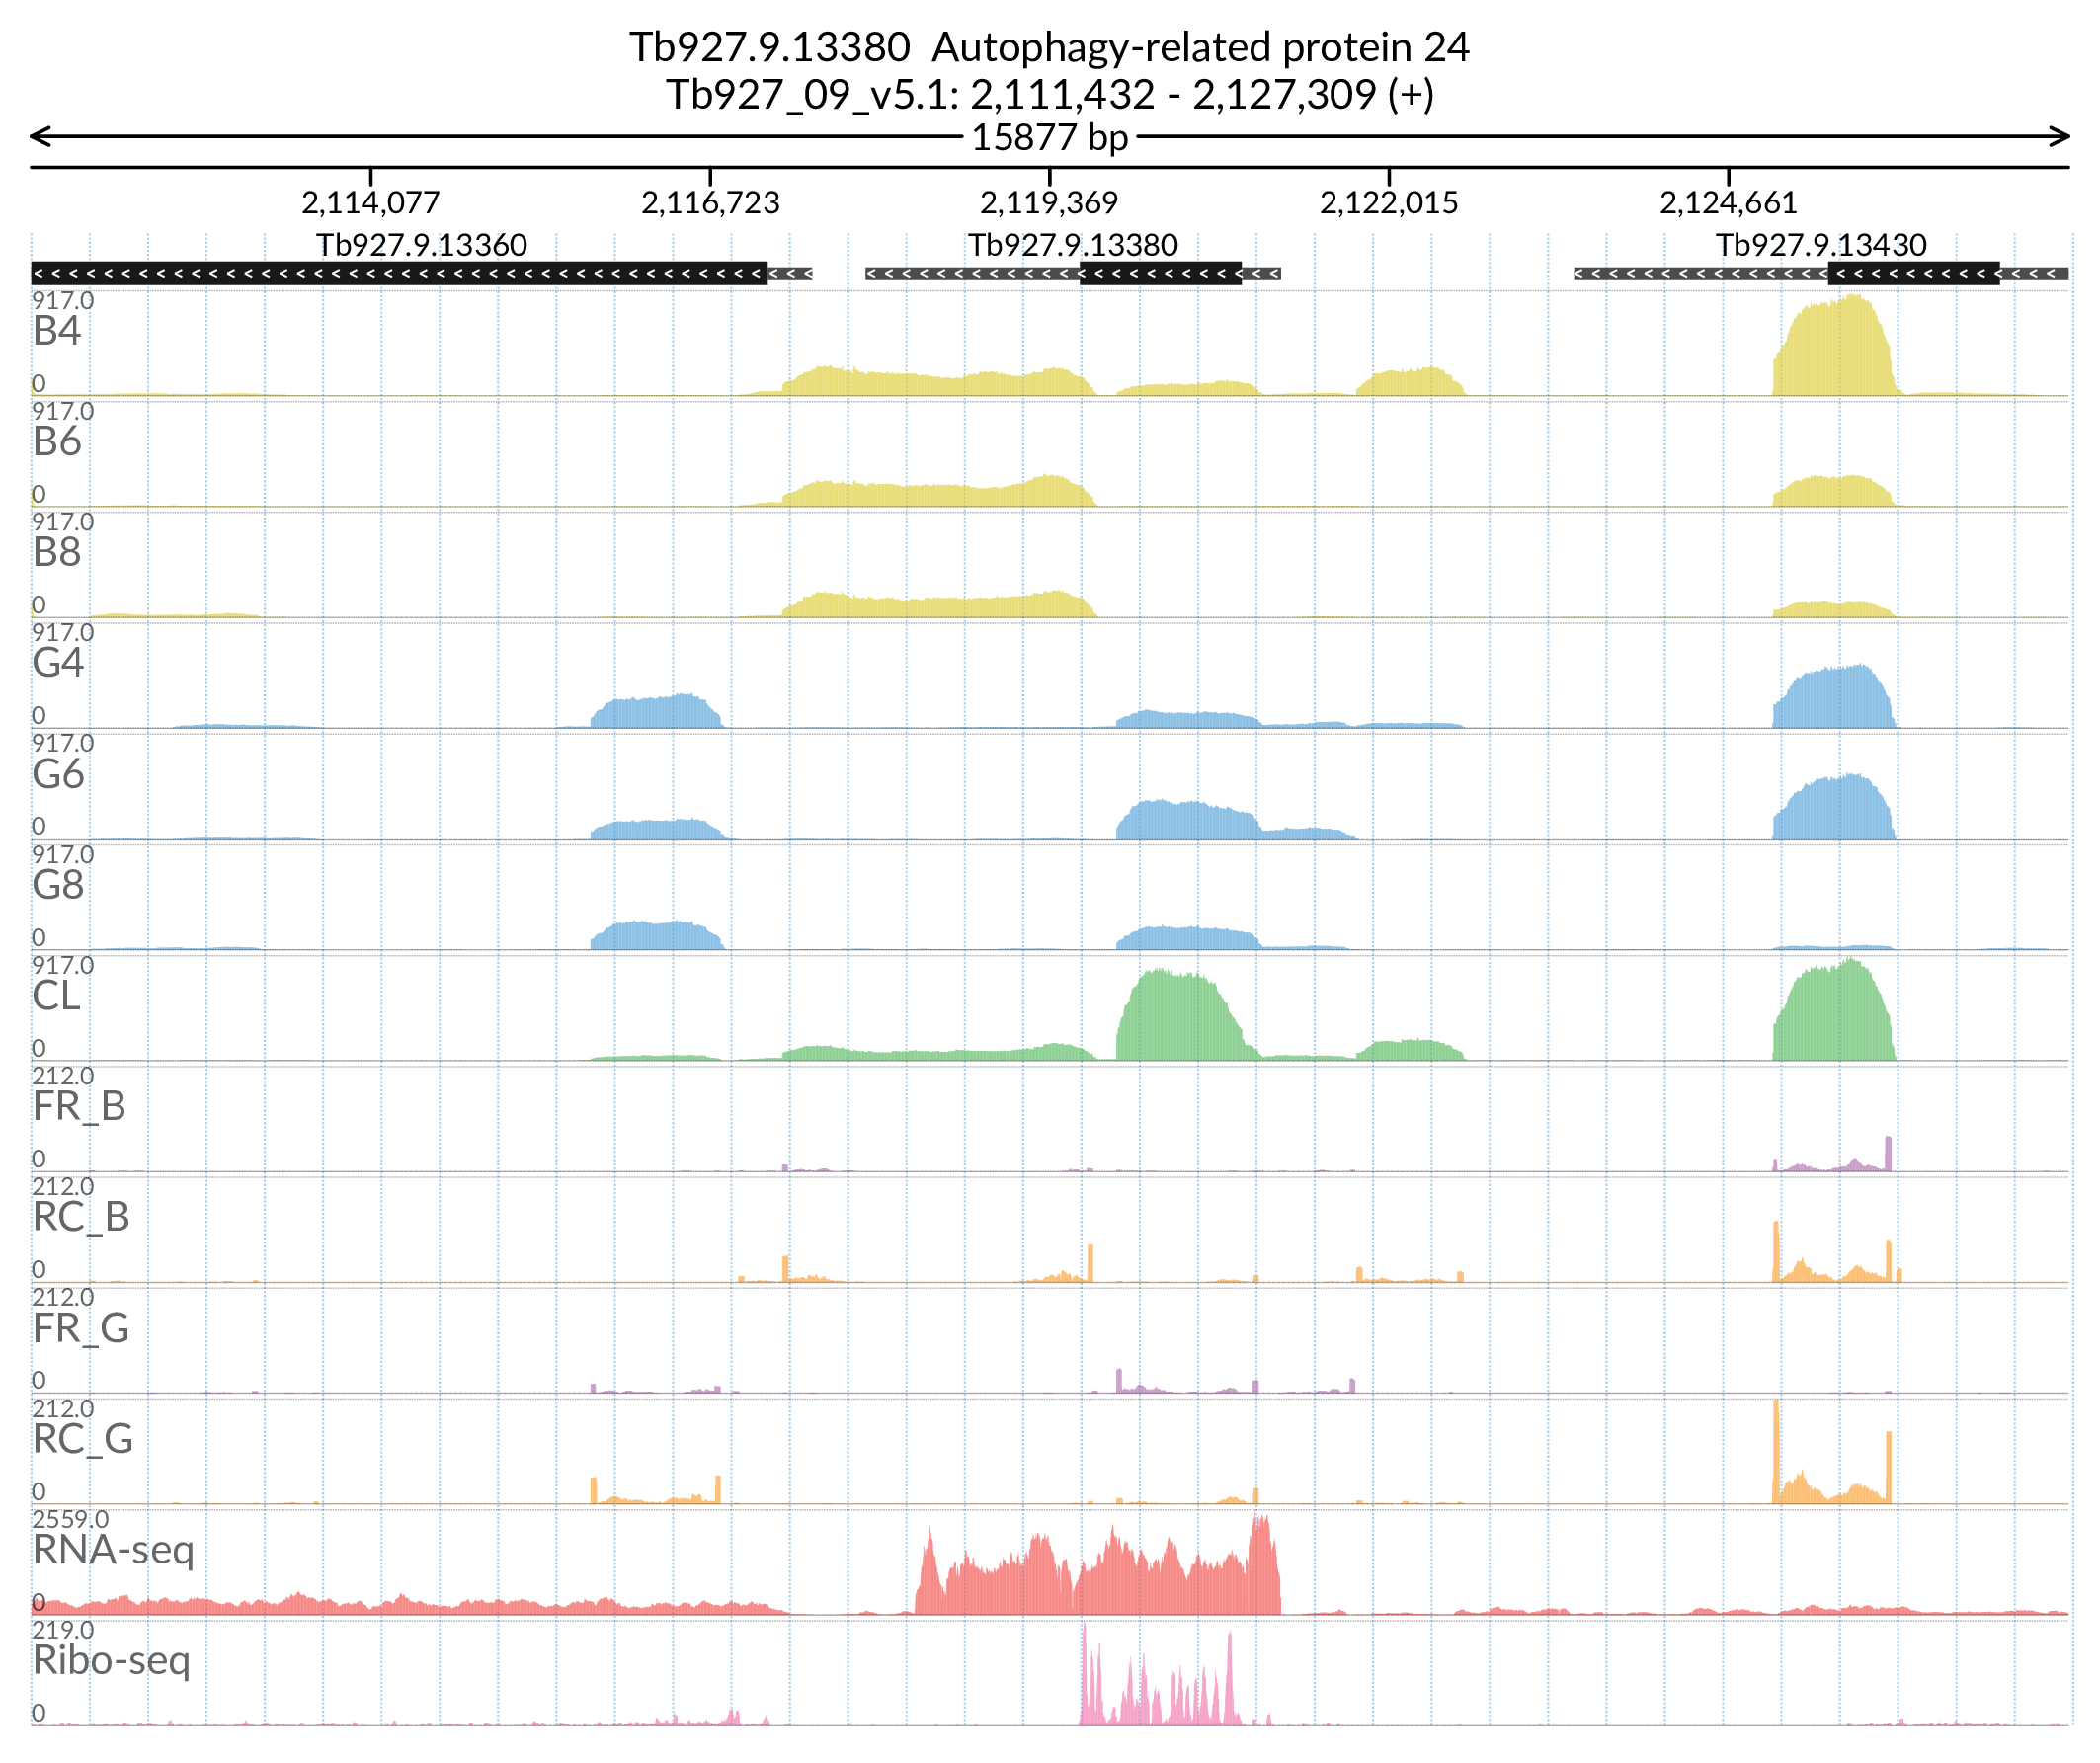 Tb927.9.13380 Autophagy-related protein 24
Tb927_09_v5.1: 2,111,432 - 2,127,309 (+)
15877 bp
2,114,077 2,116,723 2,119,369 2,122,015 2,124,661
Tb927.9.13360 Tb927.9.13380 Tb927.9.13430
917.0
B4
0
917.0
B6
0
917.0
B8
0
917.0
G4
0
917.0
G6
0
917.0
G8
0
917.0
CL
0
212.0
FR_B
0
212.0
RC_B
0
212.0
FR_G
0
212.0
RC_G
0
2559.0
RNA-seq
0
219.0
Ribo-seq
0